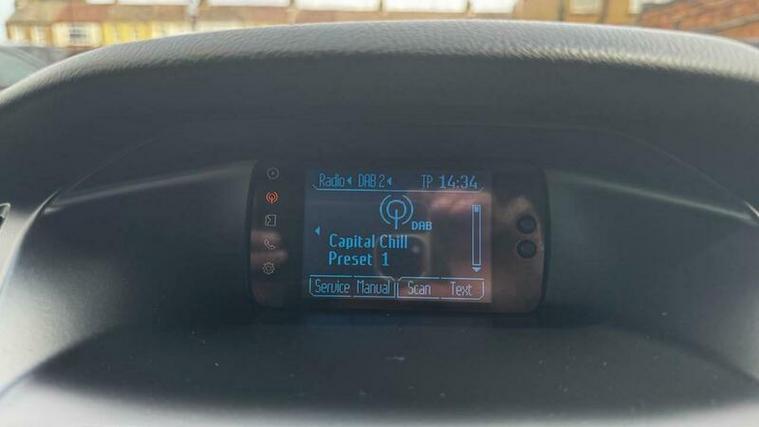 Radio DAB 2 TP 14:34
DAB
Capital Chill
Preset 1
Service Manual Scan Text